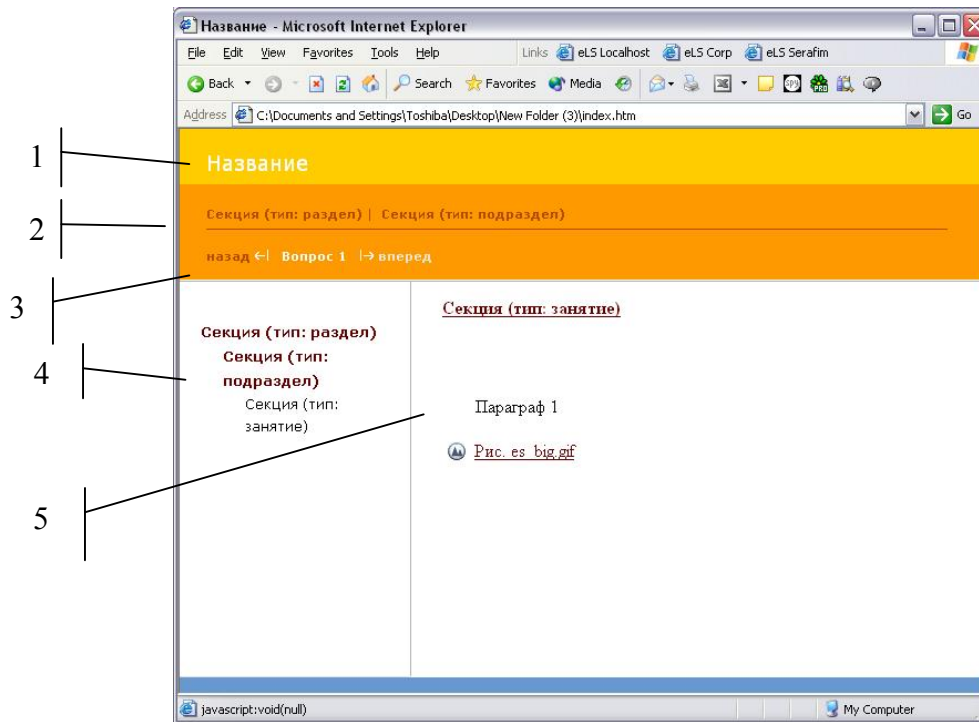 Название - Microsoft Internet Explorer
File Edit View Favorites Tools Help Links eLS Localhost eLS Corp eLS Serafim
Back Search Favorites Media
Address C:\Documents and Settings\Toshiba\Desktop\New Folder (3)\index.htm Go
1 Название
2 Секция (тип: раздел) | Секция (тип: подраздел)
назад ←| Вопрос 1 |→ вперед
3
Секция (тип: занятие)
Секция (тип: раздел)
4 Секция (тип:
подраздел)
Секция (тип:
занятие)
5 Параграф 1
Рис. es_big.gif
javascript:void(null) My Computer